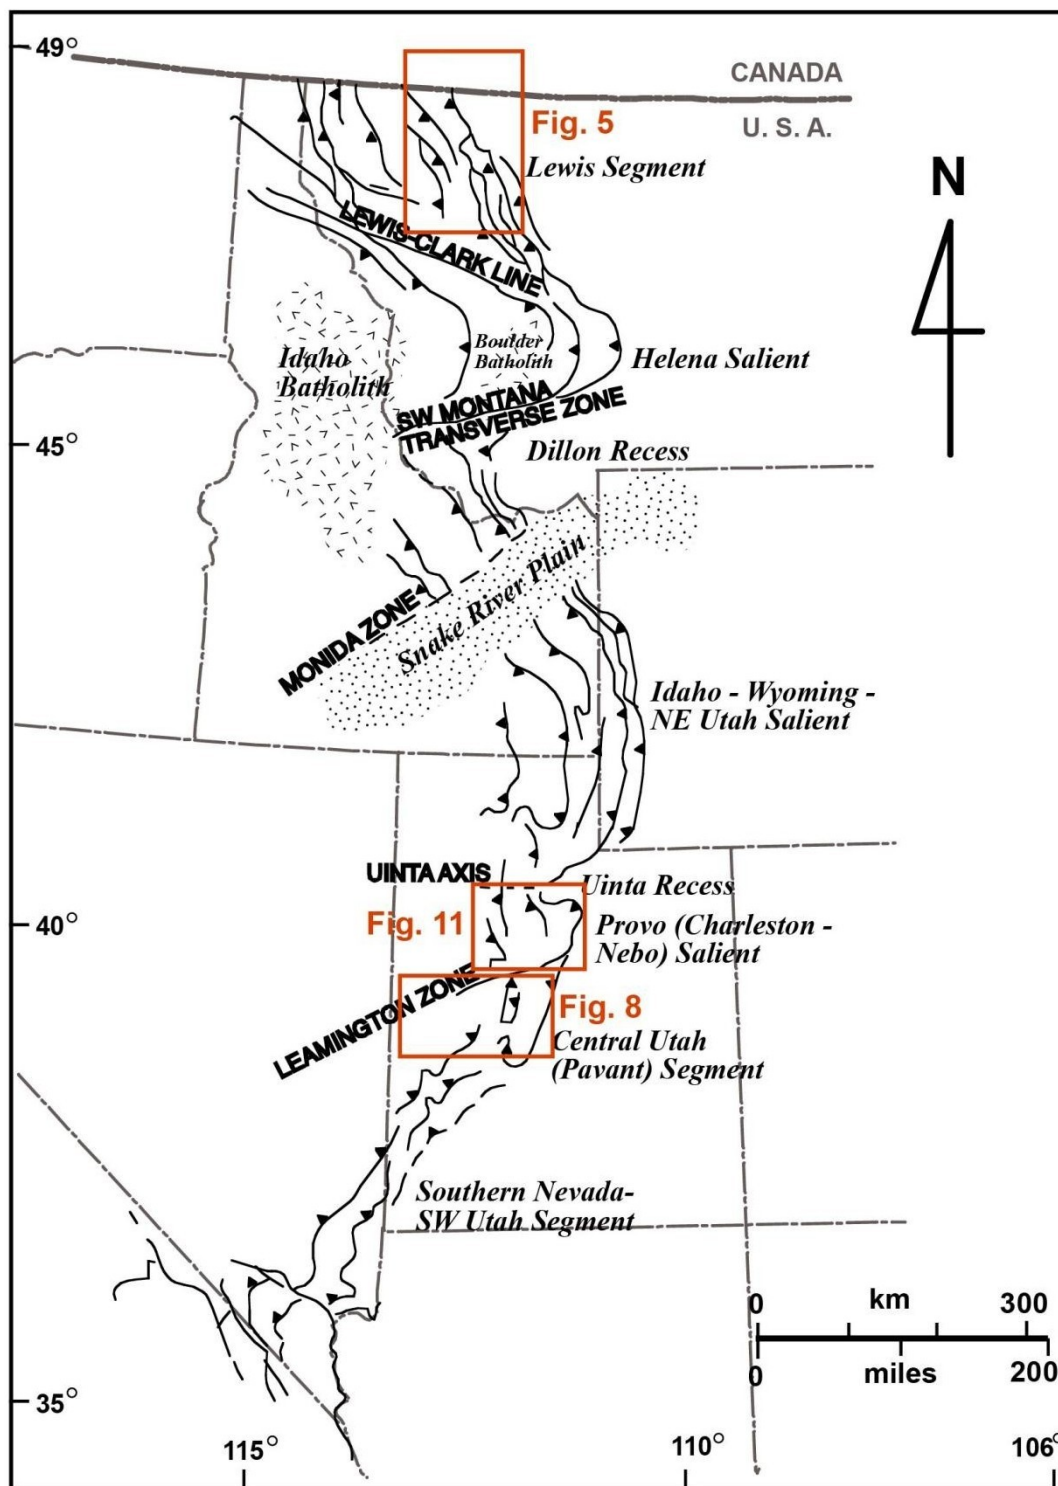 49°
CANADA
U. S. A.
Fig. 5
Lewis Segment
N
LEWIS-CLARK LINE
Idaho
Batholith
Boulder
Batholith
Helena Salient
SW MONTANA
TRANSVERSE ZONE
45°
Dillon Recess
Snake River Plain
MONIDA ZONE
Idaho - Wyoming -
NE Utah Salient
UINTA AXIS
Uinta Recess
40°
Fig. 11
Provo (Charleston -
Nebo) Salient
LEAMINGTON ZONE
Fig. 8
Central Utah
(Pavant) Segment
Southern Nevada-
SW Utah Segment
0 km 300
0 miles 200
35°
115° 110° 106°